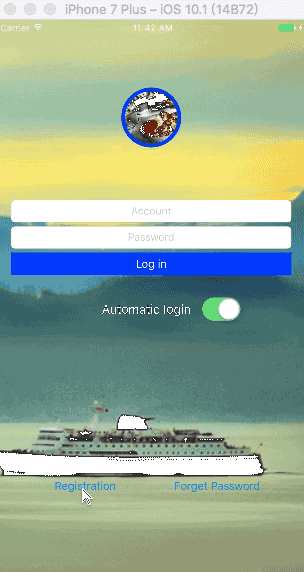 iPhone 7 Plus – iOS 10.1 (14B72)
Carrier 11:42 AM
Account
Password
Log in
Automatic login
Registration Forget Password